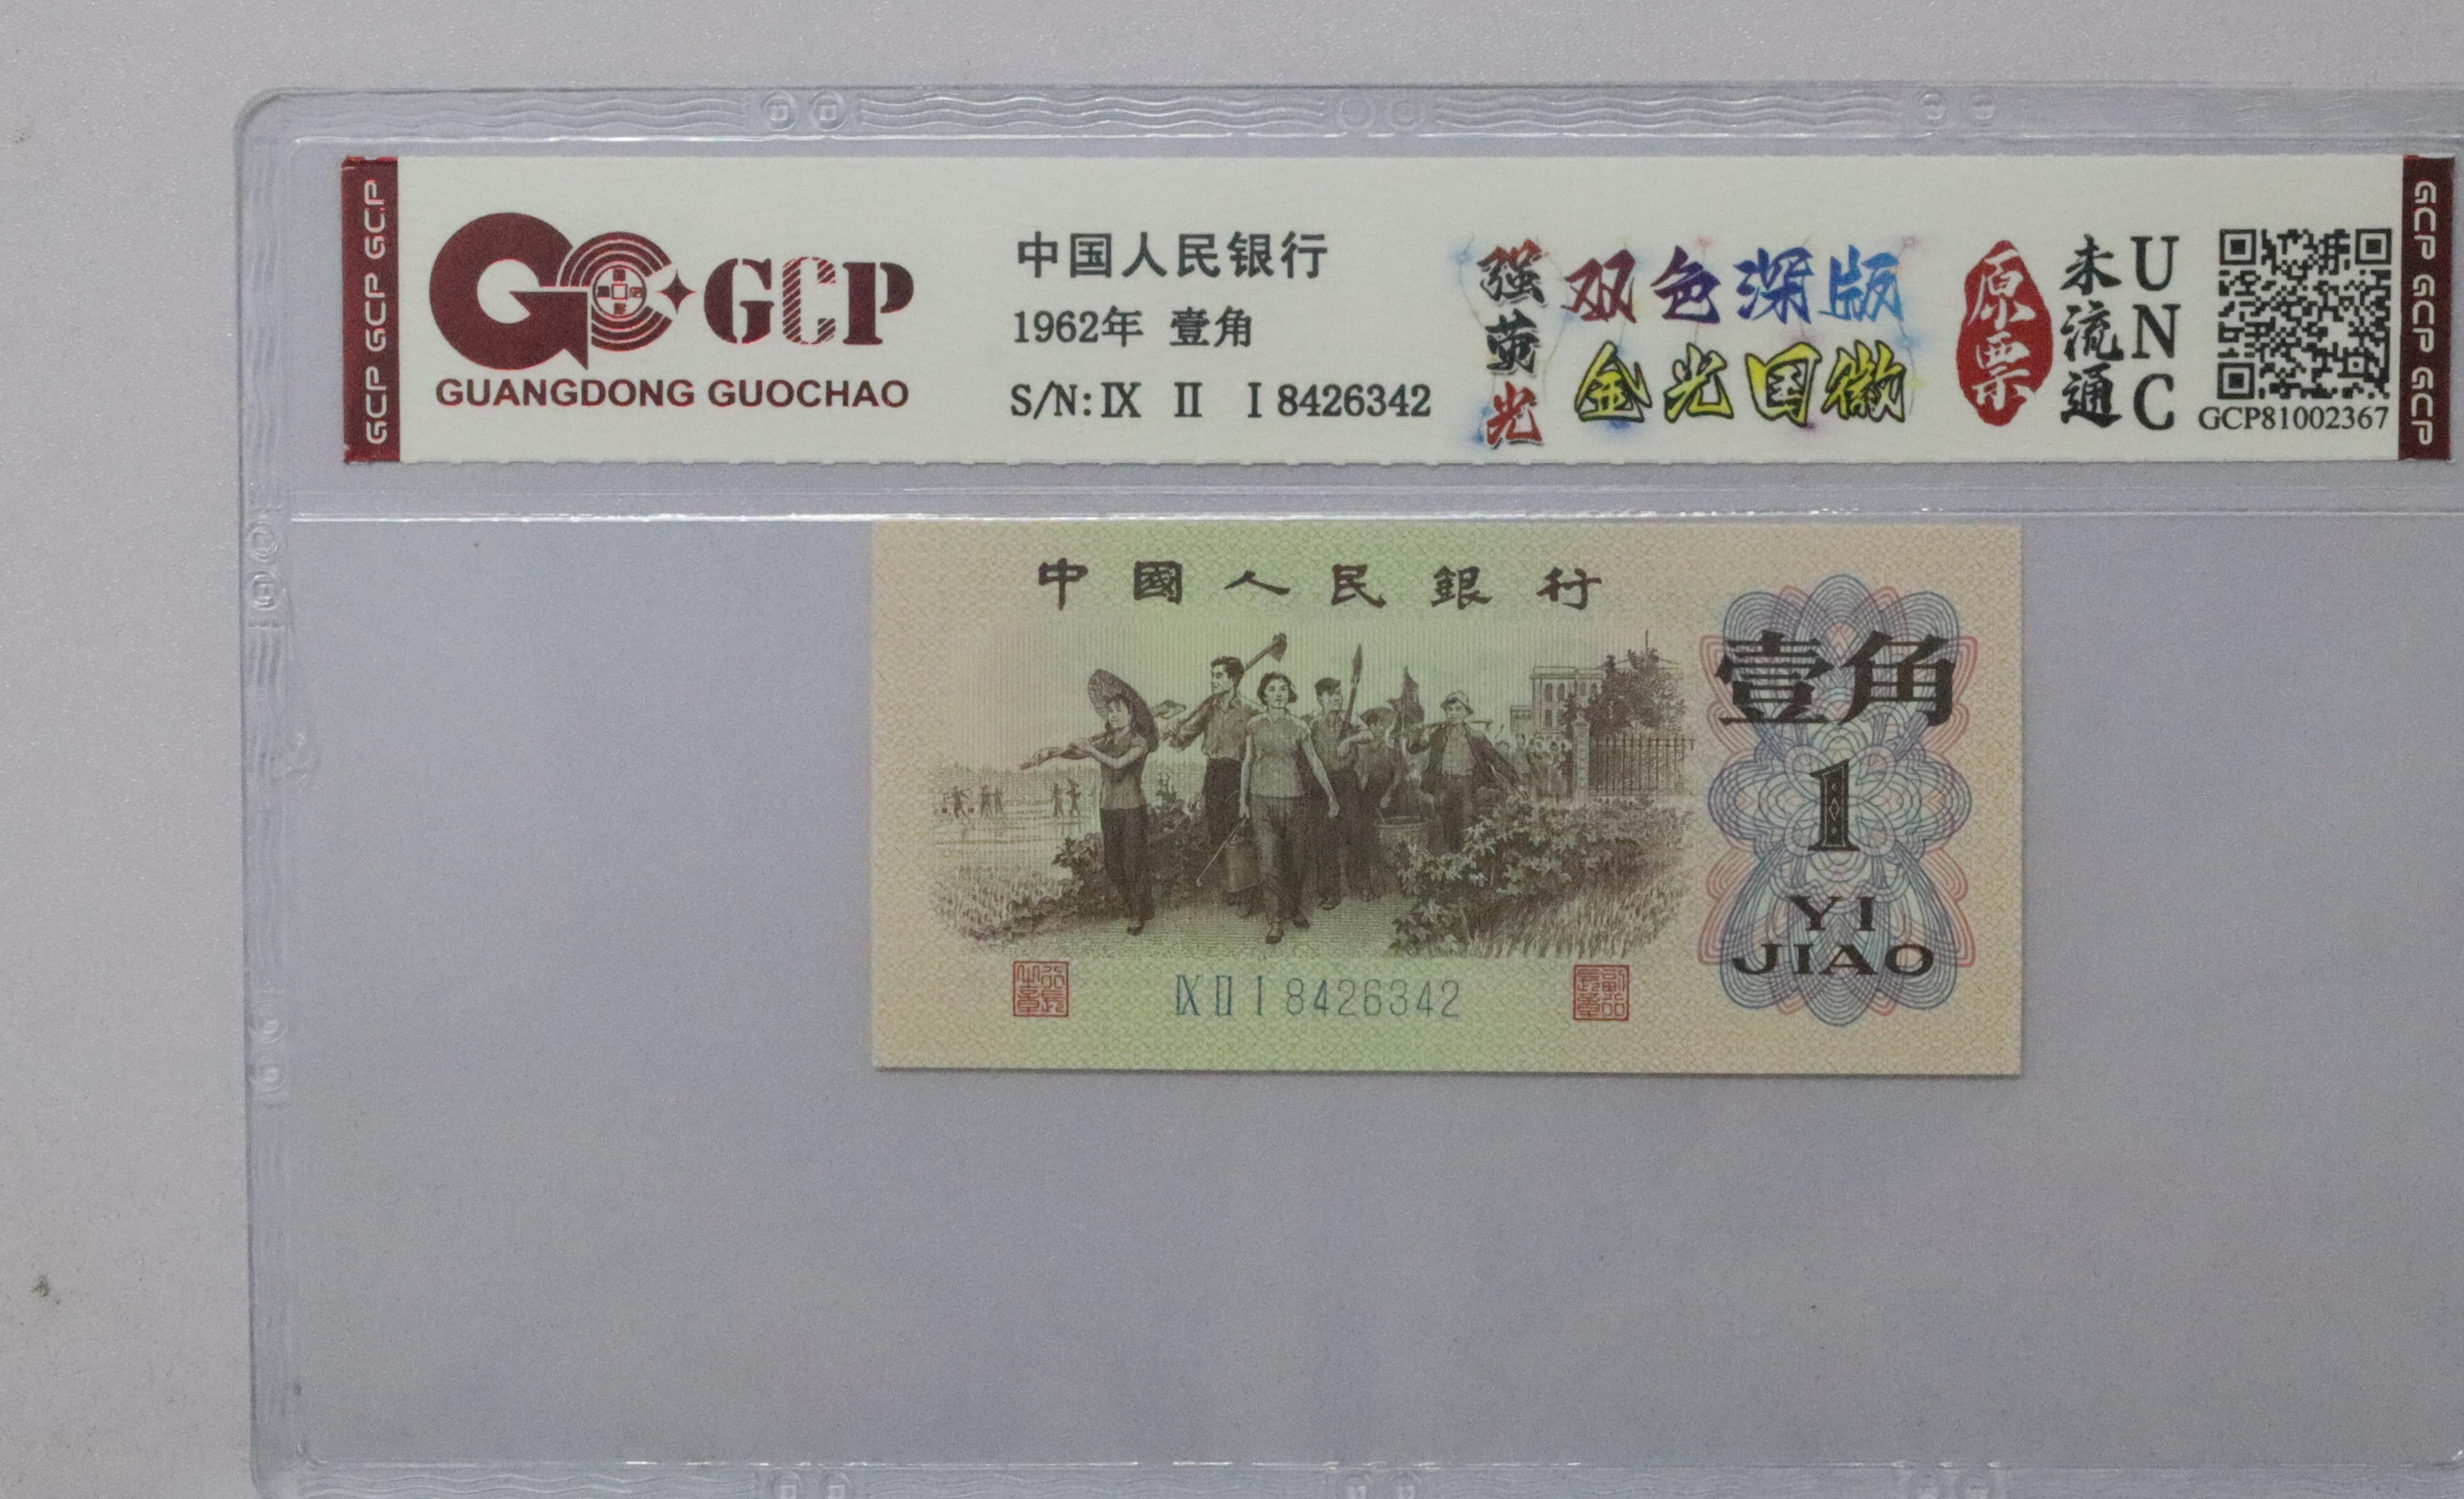 GCP GCP GCP
GCP
GUANGDONG GUOCHAO
中国人民银行
1962年 壹角
S/N: IX II I 8426342
强荧光
双色深版
金光国徽
原票
未流通
UNC
GCP81002367
GCP GCP GCP
中國人民銀行
壹角
1
YI
JIAO
IX II I 8426342